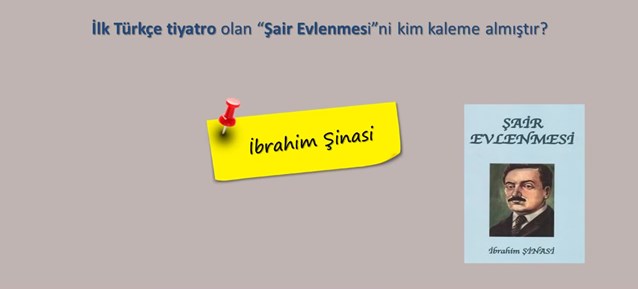 İlk Türkçe tiyatro olan “Şair Evlenmesi”ni kim kaleme almıştır?
İbrahim Şinasi
ŞAİR
EVLENMESİ
İbrahim ŞİNASİ